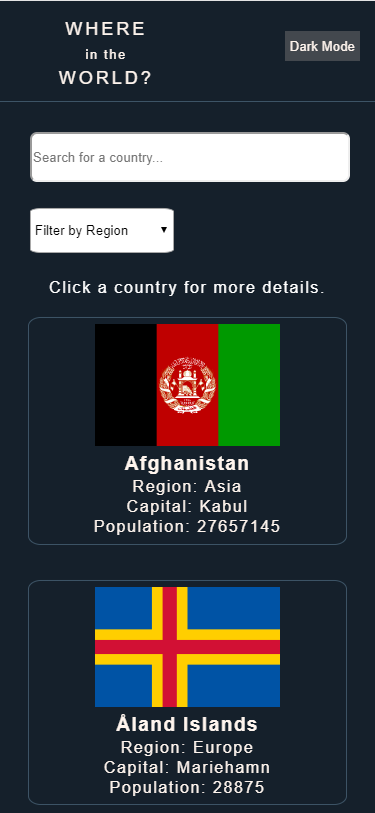 WHERE
in the
WORLD?
Dark Mode
Search for a country...
Filter by Region
Click a country for more details.
Afghanistan
Region: Asia
Capital: Kabul
Population: 27657145
Åland Islands
Region: Europe
Capital: Mariehamn
Population: 28875